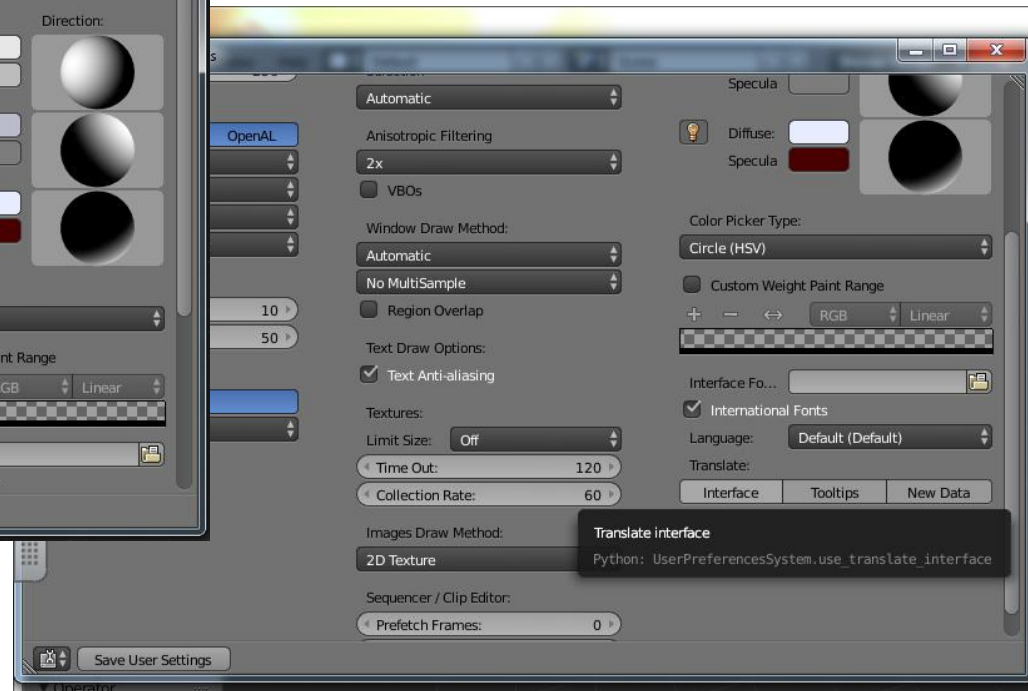 Direction:
nt Range
GB
Linear
s
OpenAL
10
50
Automatic
Anisotropic Filtering
2x
VBOs
Window Draw Method:
Automatic
No MultiSample
Region Overlap
Text Draw Options:
Text Anti-aliasing
Textures:
Limit Size: Off
Time Out: 120
Collection Rate: 60
Images Draw Method:
2D Texture
Sequencer / Clip Editor:
Prefetch Frames: 0
Specula
Diffuse:
Specula
Color Picker Type:
Circle (HSV)
Custom Weight Paint Range
RGB Linear
Interface Fo...
International Fonts
Language: Default (Default)
Translate:
Interface Tooltips New Data
Translate interface
Python: UserPreferencesSystem.use_translate_interface
Save User Settings
Operator